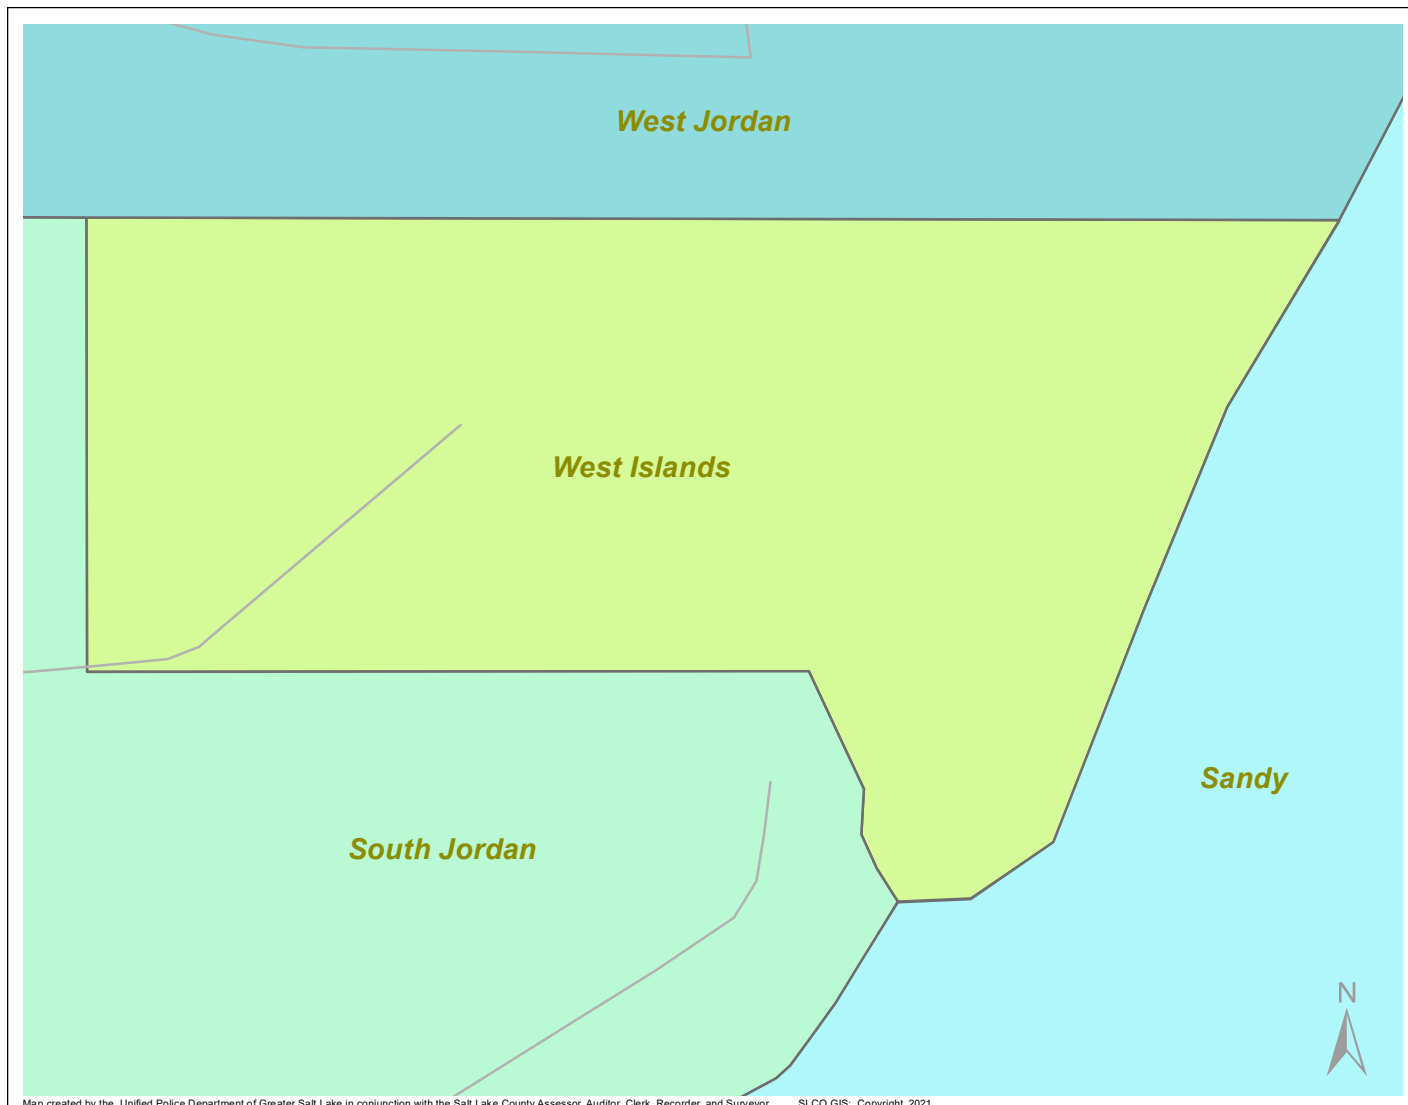 West Jordan
West Islands
Sandy
South Jordan
N
Map created by the Unified Police Department of Greater Salt Lake in conjunction with the Salt Lake County Assessor, Auditor, Clerk, Recorder, and Surveyor. SLCO GIS: Copyright, 2021